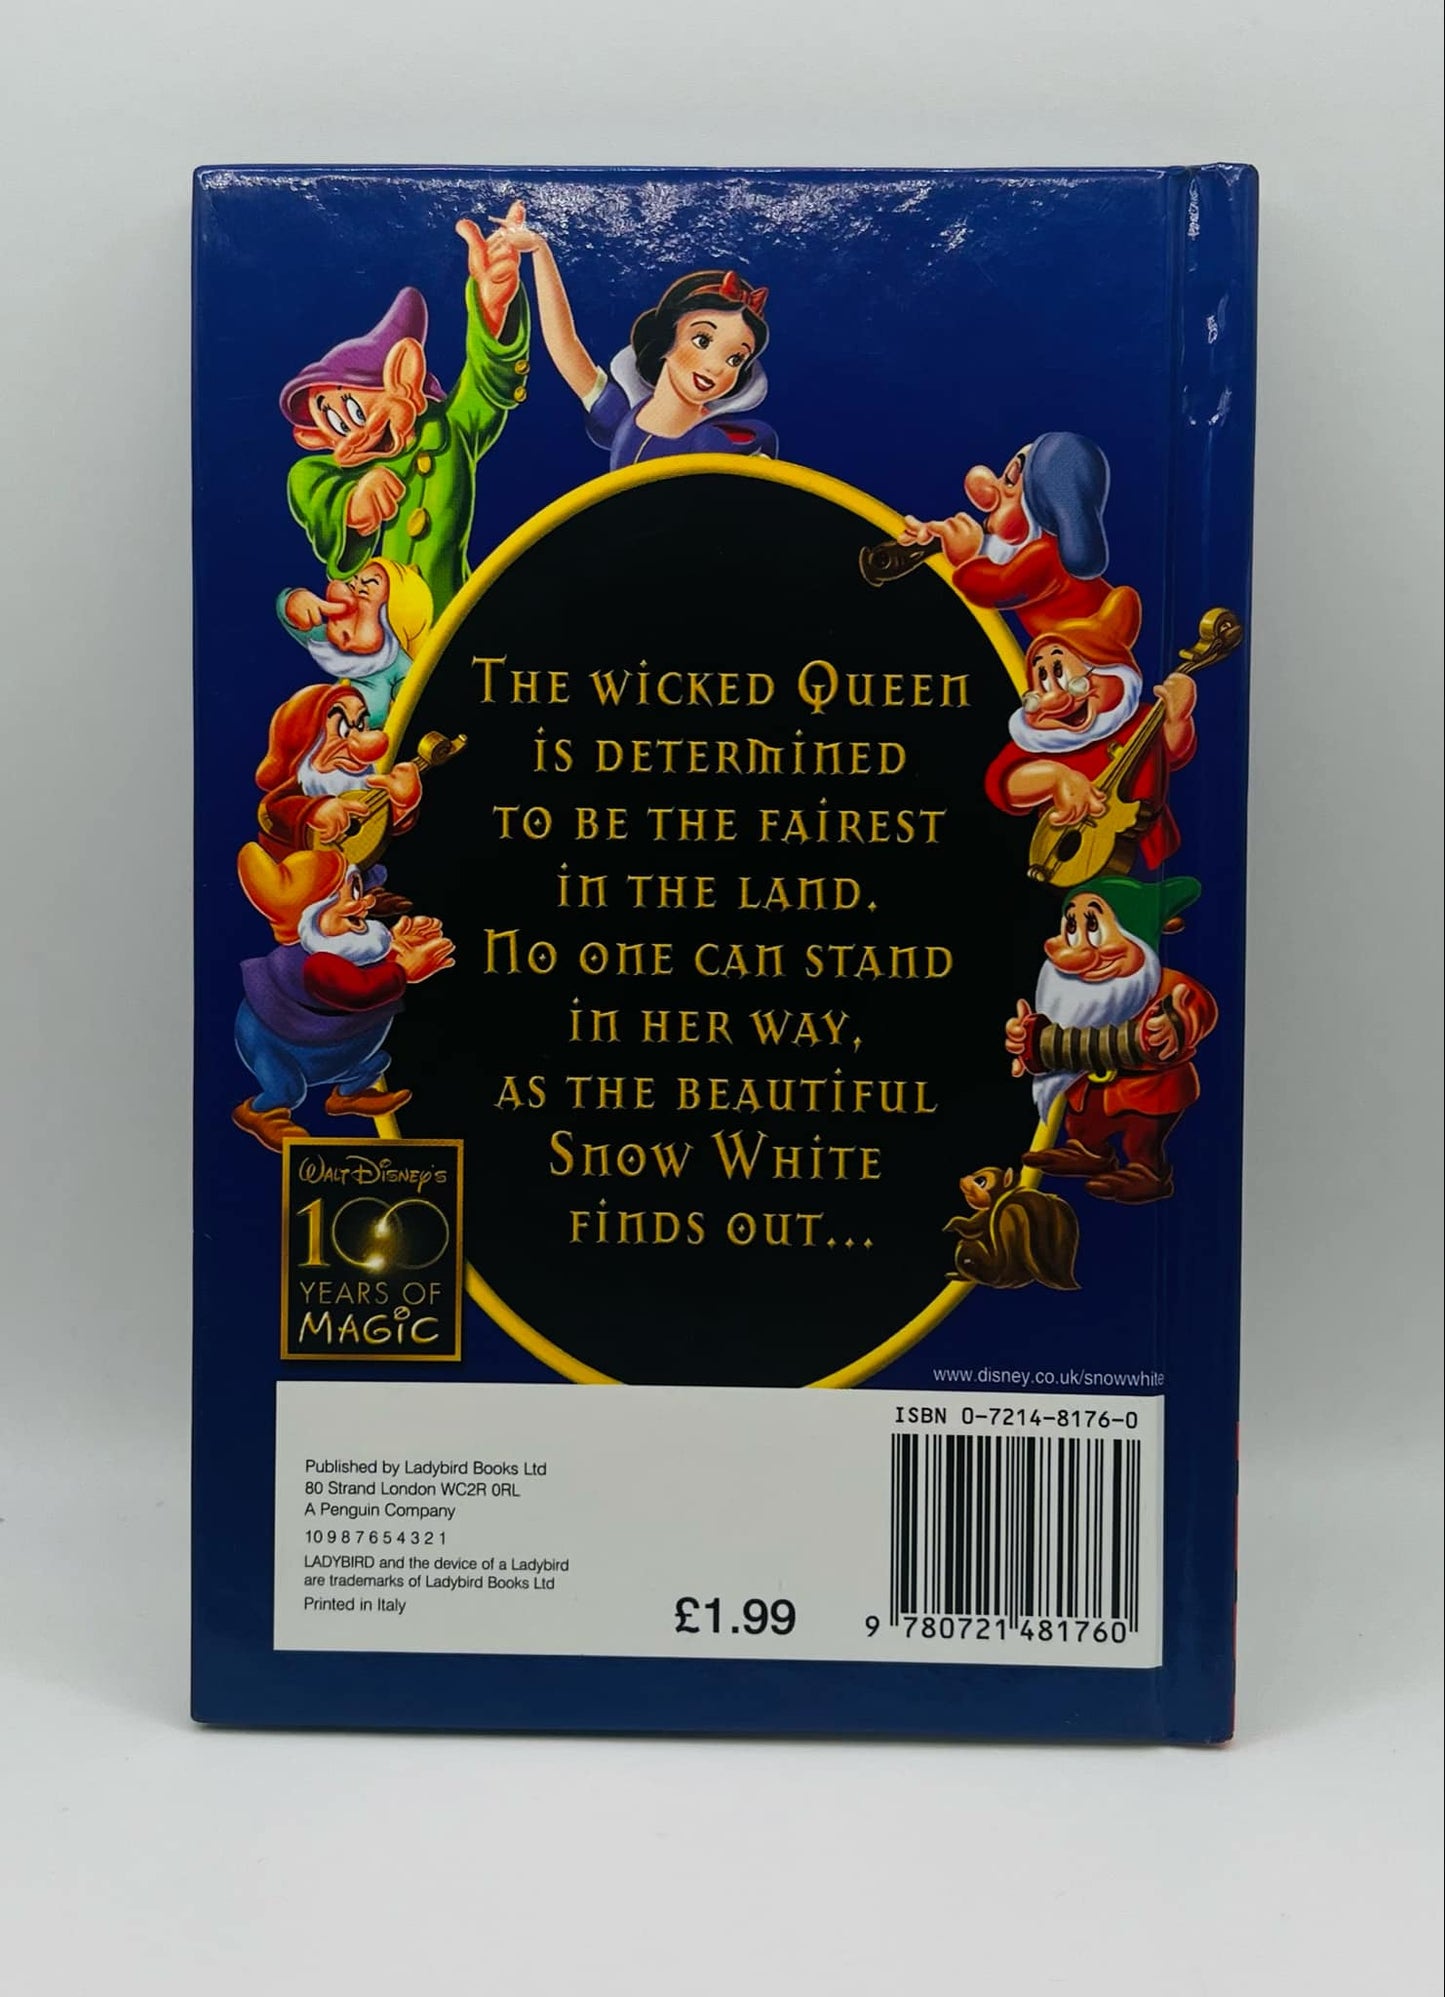 The wicked Queen
is determined
to be the fairest
in the land.
No one can stand
in her way,
as the beautiful
Snow White
finds out...
Walt Disney's
100
YEARS OF
MAGIC
www.disney.co.uk/snowwhite
ISBN 0-7214-8176-0
Published by Ladybird Books Ltd
80 Strand London WC2R 0RL
A Penguin Company
10 9 8 7 6 5 4 3 2 1
LADYBIRD and the device of a Ladybird
are trademarks of Ladybird Books Ltd
Printed in Italy
£1.99
9 780721 481760